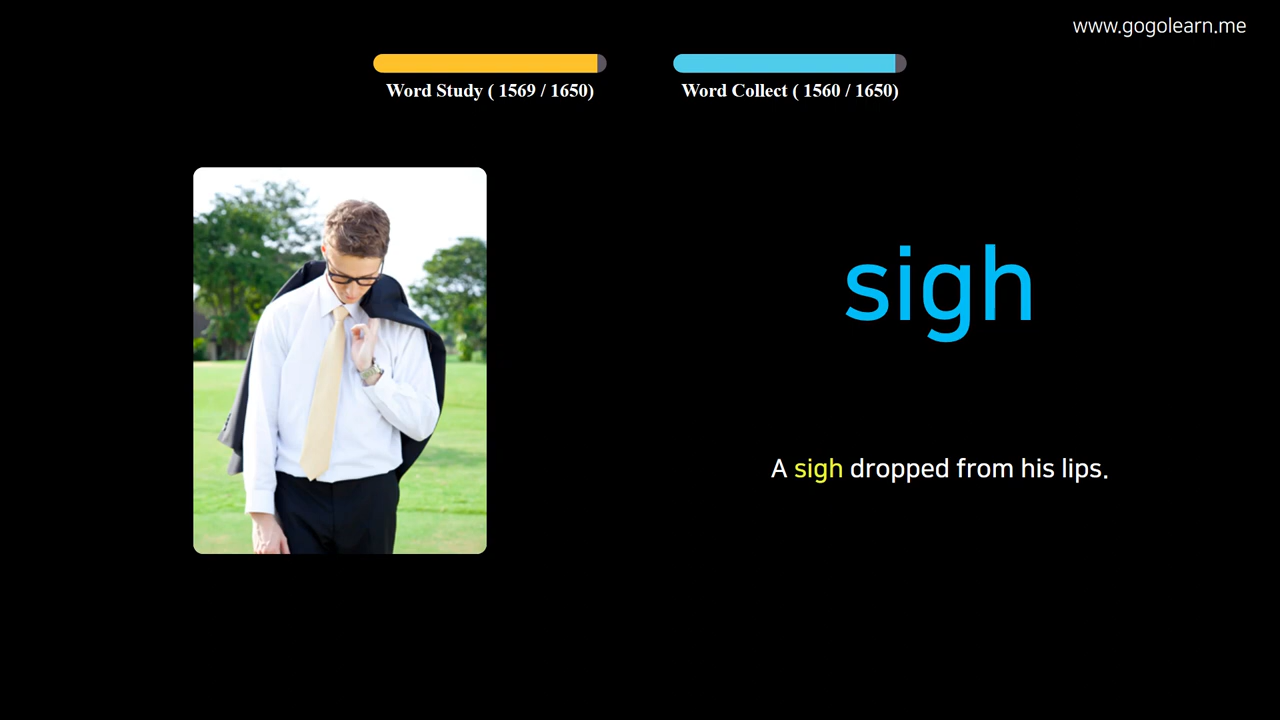 www.gogolearn.me
Word Study ( 1569 / 1650)
Word Collect ( 1560 / 1650)
sigh
A sigh dropped from his lips.